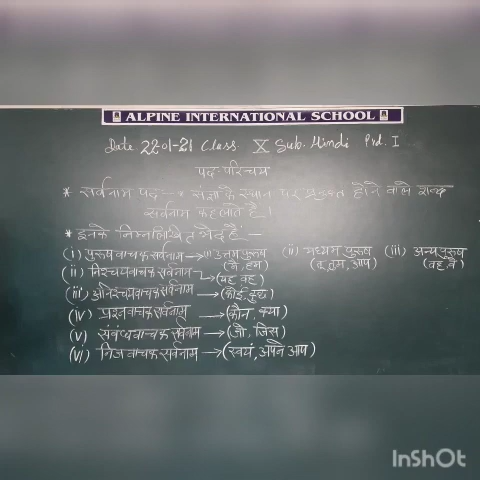 ALPINE INTERNATIONAL SCHOOL
Date 22-01-21 Class X Sub. Hindi Prd. I
पद परिचय
* सर्वनाम पद → संज्ञा के स्थान पर प्रयुक्त होने वाले शब्द
सर्वनाम कहलाते हैं।
* इनके निम्नलिखित भेद हैं —
(i) पुरूषवाचक सर्वनाम → (i) उत्तम पुरूष (ii) मध्यम पुरूष (iii) अन्य पुरूष
(मैं, हम) (तू, तुम, आप) (वह, वे)
(ii) निश्चयवाचक सर्वनाम → (यह, वह)
(iii) अनिश्चयवाचक सर्वनाम → (कोई, कुछ)
(iv) प्रश्नवाचक सर्वनाम → (कौन, क्या)
(v) संबंधवाचक सर्वनाम → (जो, जिस)
(vi) निजवाचक सर्वनाम → (स्वयं, अपने आप)
InShOt